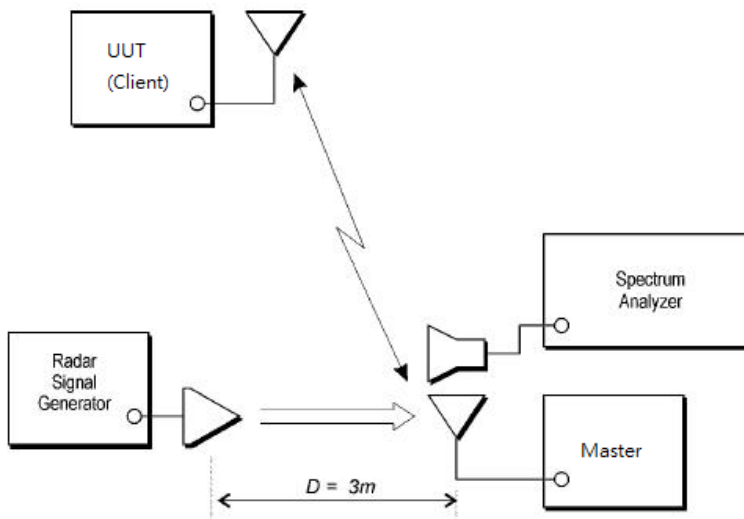 UUT
(Client)
Spectrum
Analyzer
Radar
Signal
Generator
Master
D = 3m